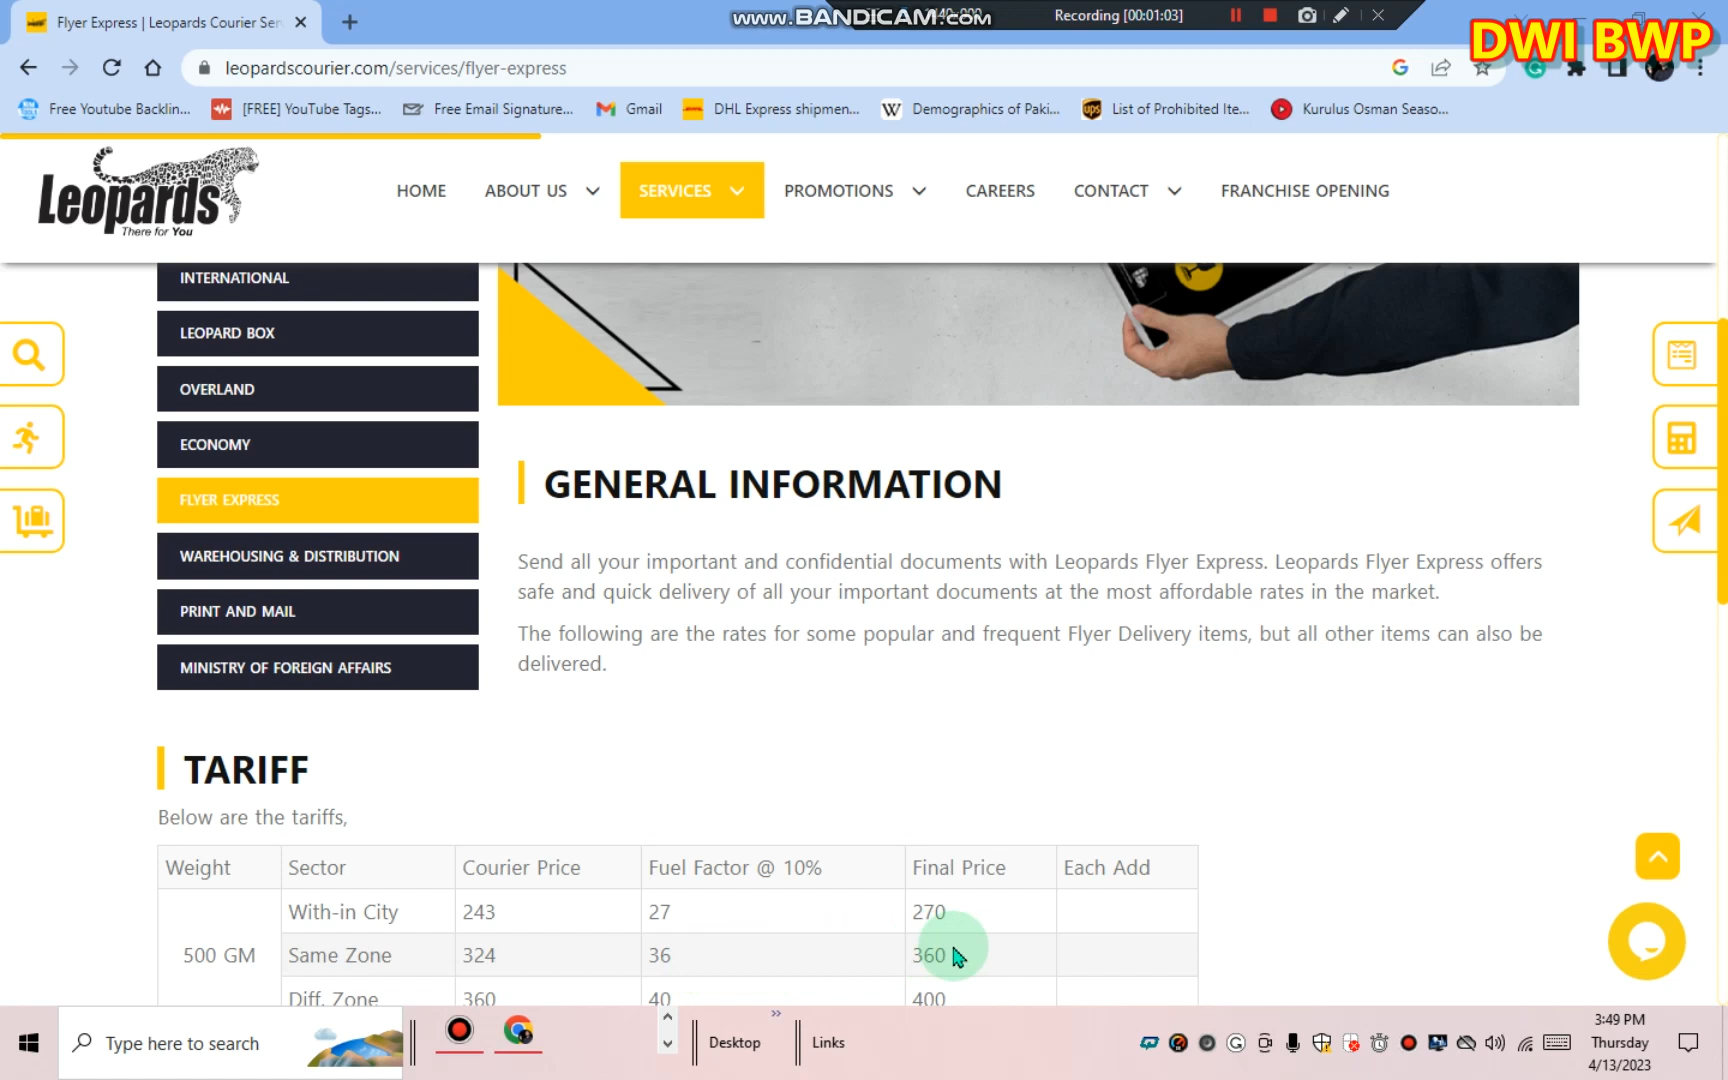 Flyer Express | Leopards Courier Ser
www.BANDICAM.com
Recording [00:01:03]
DWI BWP
leopardscourier.com/services/flyer-express
Free Youtube Backlin...
[FREE] YouTube Tags...
Free Email Signature...
Gmail
DHL Express shipmen...
Demographics of Paki...
List of Prohibited Ite...
Kurulus Osman Seaso...
Leopards
There for You
HOME
ABOUT US
SERVICES
PROMOTIONS
CAREERS
CONTACT
FRANCHISE OPENING
INTERNATIONAL
LEOPARD BOX
OVERLAND
ECONOMY
FLYER EXPRESS
WAREHOUSING & DISTRIBUTION
PRINT AND MAIL
MINISTRY OF FOREIGN AFFAIRS
GENERAL INFORMATION
Send all your important and confidential documents with Leopards Flyer Express. Leopards Flyer Express offers
safe and quick delivery of all your important documents at the most affordable rates in the market.
The following are the rates for some popular and frequent Flyer Delivery items, but all other items can also be
delivered.
TARIFF
Below are the tariffs,
Weight Sector Courier Price Fuel Factor @ 10% Final Price Each Add
With-in City 243 27 270
500 GM Same Zone 324 36 360
Diff. Zone 360 40 400
Type here to search
Desktop
Links
3:49 PM
Thursday
4/13/2023